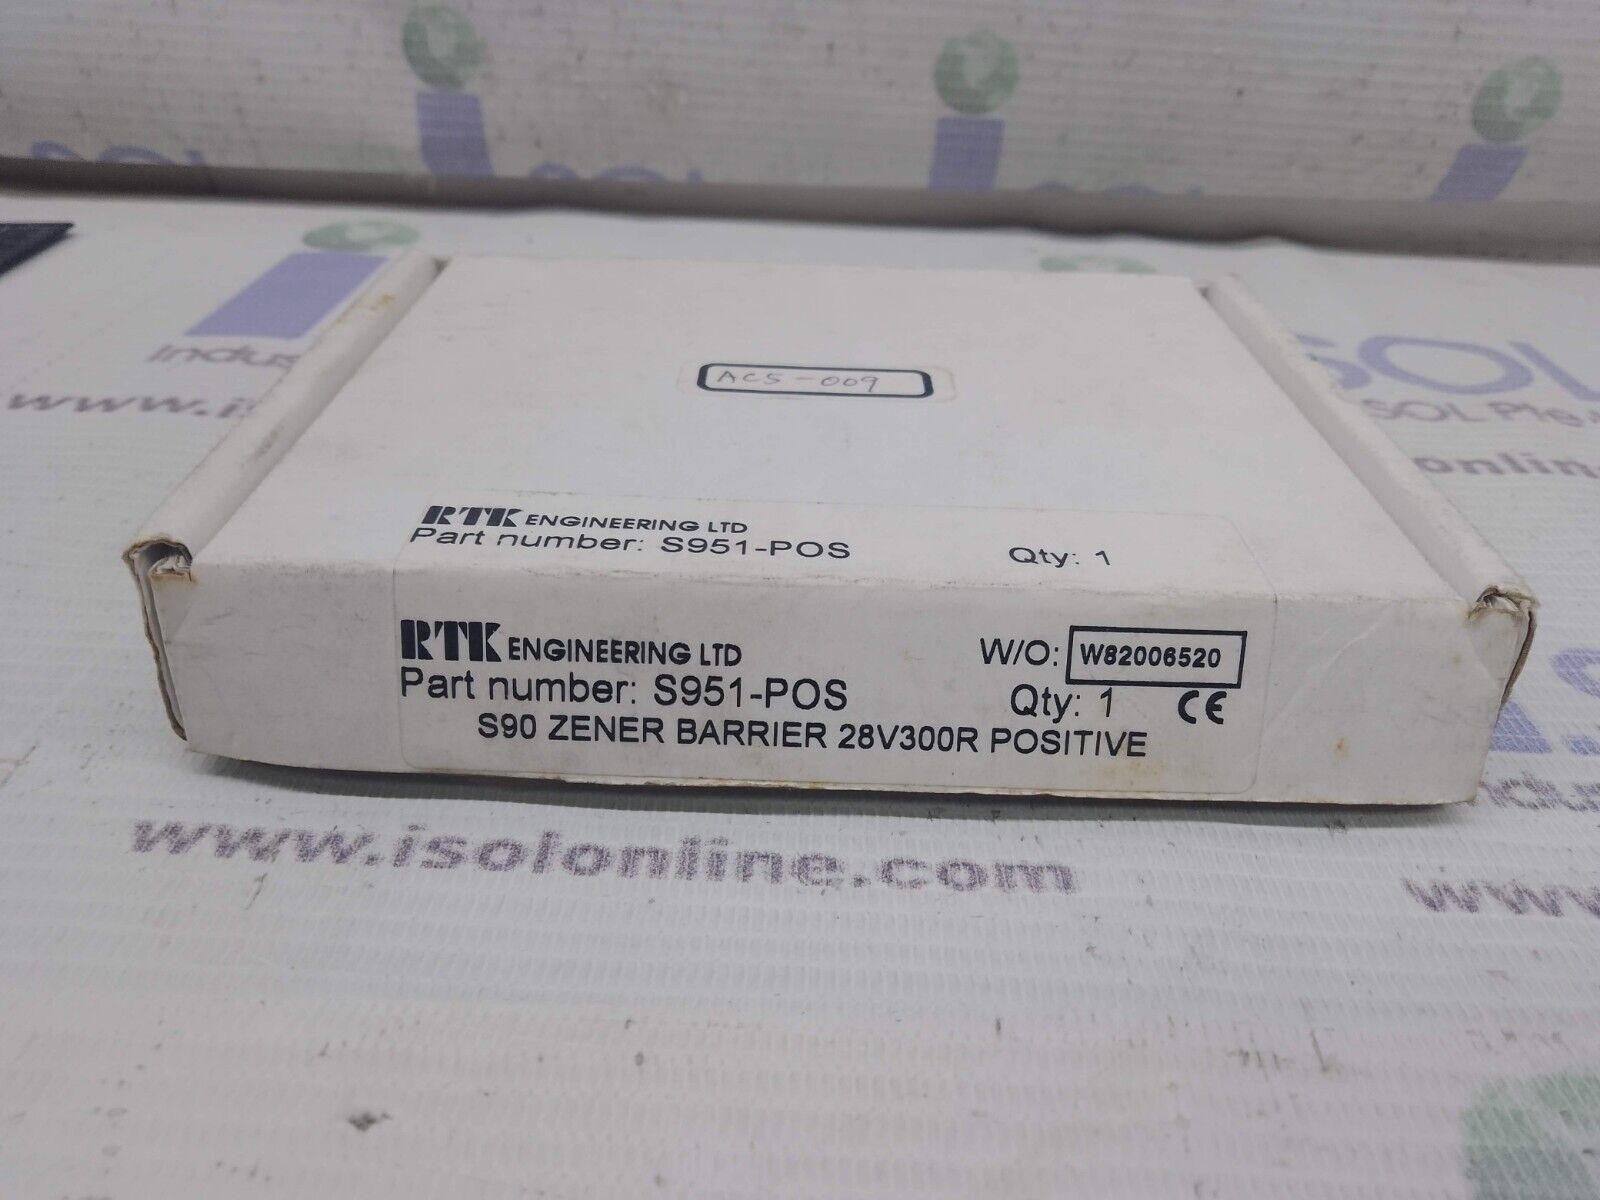 AC5-009
RTK ENGINEERING LTD
Part number: S951-POS Qty: 1
RTK ENGINEERING LTD W/O: W82006520
Part number: S951-POS Qty: 1 CE
S90 ZENER BARRIER 28V300R POSITIVE
www.isolonline.com